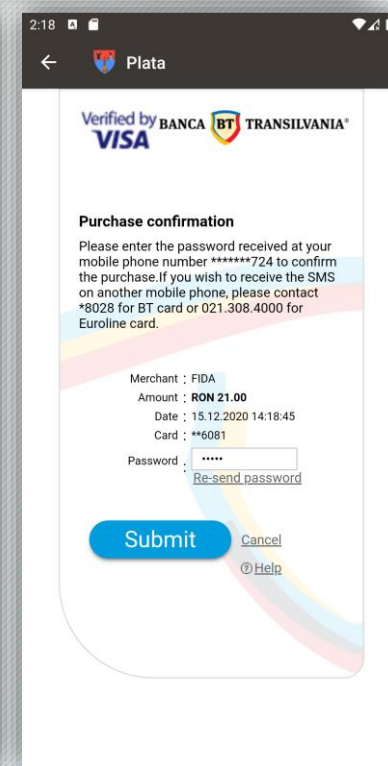 2:18
Plata
Verified by VISA BANCA BT TRANSILVANIA®
Purchase confirmation
Please enter the password received at your
mobile phone number *******724 to confirm
the purchase.If you wish to receive the SMS
on another mobile phone, please contact
*8028 for BT card or 021.308.4000 for
Euroline card.
Merchant : FIDA
Amount : RON 21.00
Date : 15.12.2020 14:18:45
Card : **6081
Password : •••••
Re-send password
Submit
Cancel
? Help